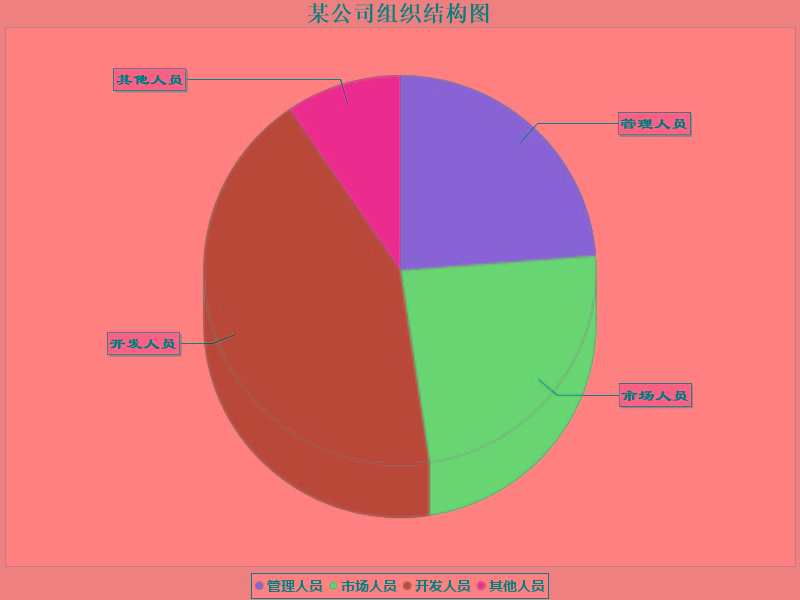 某公司组织结构图
其他人员
管理人员
开发人员
市场人员
管理人员 市场人员 开发人员 其他人员